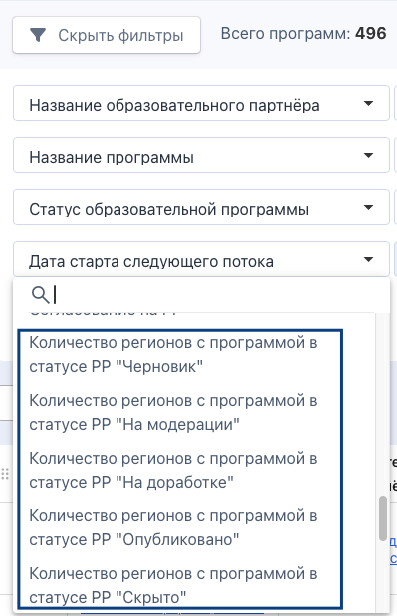 Скрыть фильтры
Всего программ: 496
Название образовательного партнёра
Название программы
Статус образовательной программы
Дата старта следующего потока
Количество регионов с программой в
статусе РР "Черновик"
Количество регионов с программой в
статусе РР "На модерации"
Количество регионов с программой в
статусе РР "На доработке"
Количество регионов с программой в
статусе РР "Опубликовано"
Количество регионов с программой в
статусе РР "Скрыто"